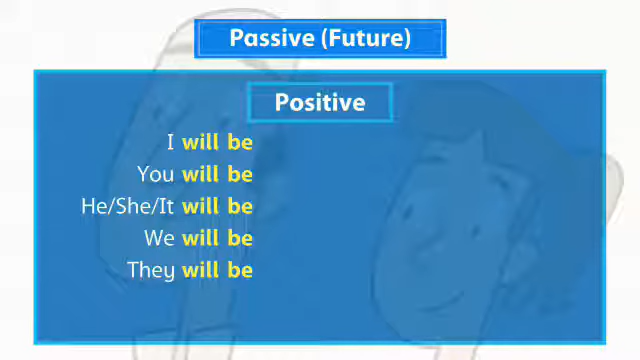 Passive (Future)
Positive
I will be
You will be
He/She/It will be
We will be
They will be